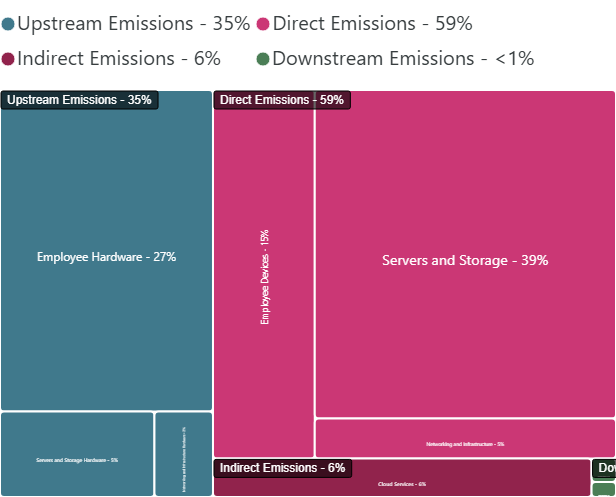 Upstream Emissions - 35%
Direct Emissions - 59%
Indirect Emissions - 6%
Downstream Emissions - <1%
Upstream Emissions - 35%
Direct Emissions - 59%
Employee Hardware - 27%
Employee Devices - 15%
Servers and Storage - 39%
Servers and Storage Hardware - 5%
Networking and Infrastructure - 5%
Indirect Emissions - 6%
Cloud Services - 6%
Dow